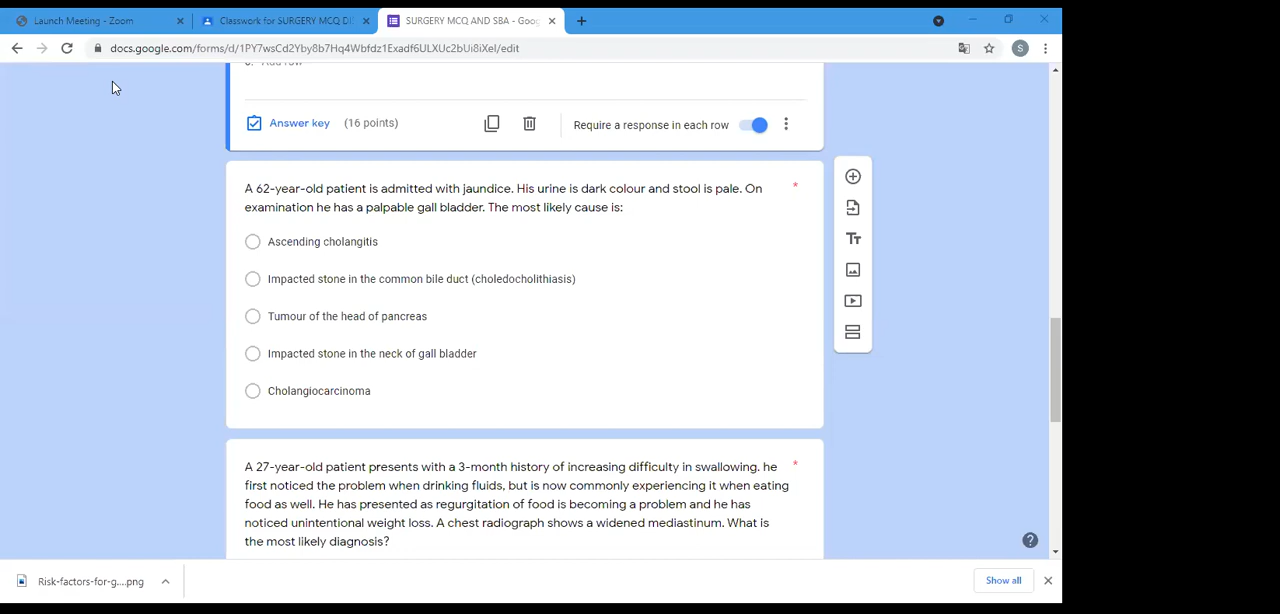 Launch Meeting - Zoom
Classwork for SURGERY MCQ DI
SURGERY MCQ AND SBA - Goog
docs.google.com/forms/d/1PY7wsCd2Yby8b7Hq4Wbfdz1Exadf6ULXUc2bUi8iXeI/edit
S
Answer key (16 points)
Require a response in each row
A 62-year-old patient is admitted with jaundice. His urine is dark colour and stool is pale. On *
examination he has a palpable gall bladder. The most likely cause is:
Ascending cholangitis
Impacted stone in the common bile duct (choledocholithiasis)
Tumour of the head of pancreas
Impacted stone in the neck of gall bladder
Cholangiocarcinoma
Tт
A 27-year-old patient presents with a 3-month history of increasing difficulty in swallowing. he *
first noticed the problem when drinking fluids, but is now commonly experiencing it when eating
food as well. He has presented as regurgitation of food is becoming a problem and he has
noticed unintentional weight loss. A chest radiograph shows a widened mediastinum. What is
the most likely diagnosis?
Risk-factors-for-g....png
Show all